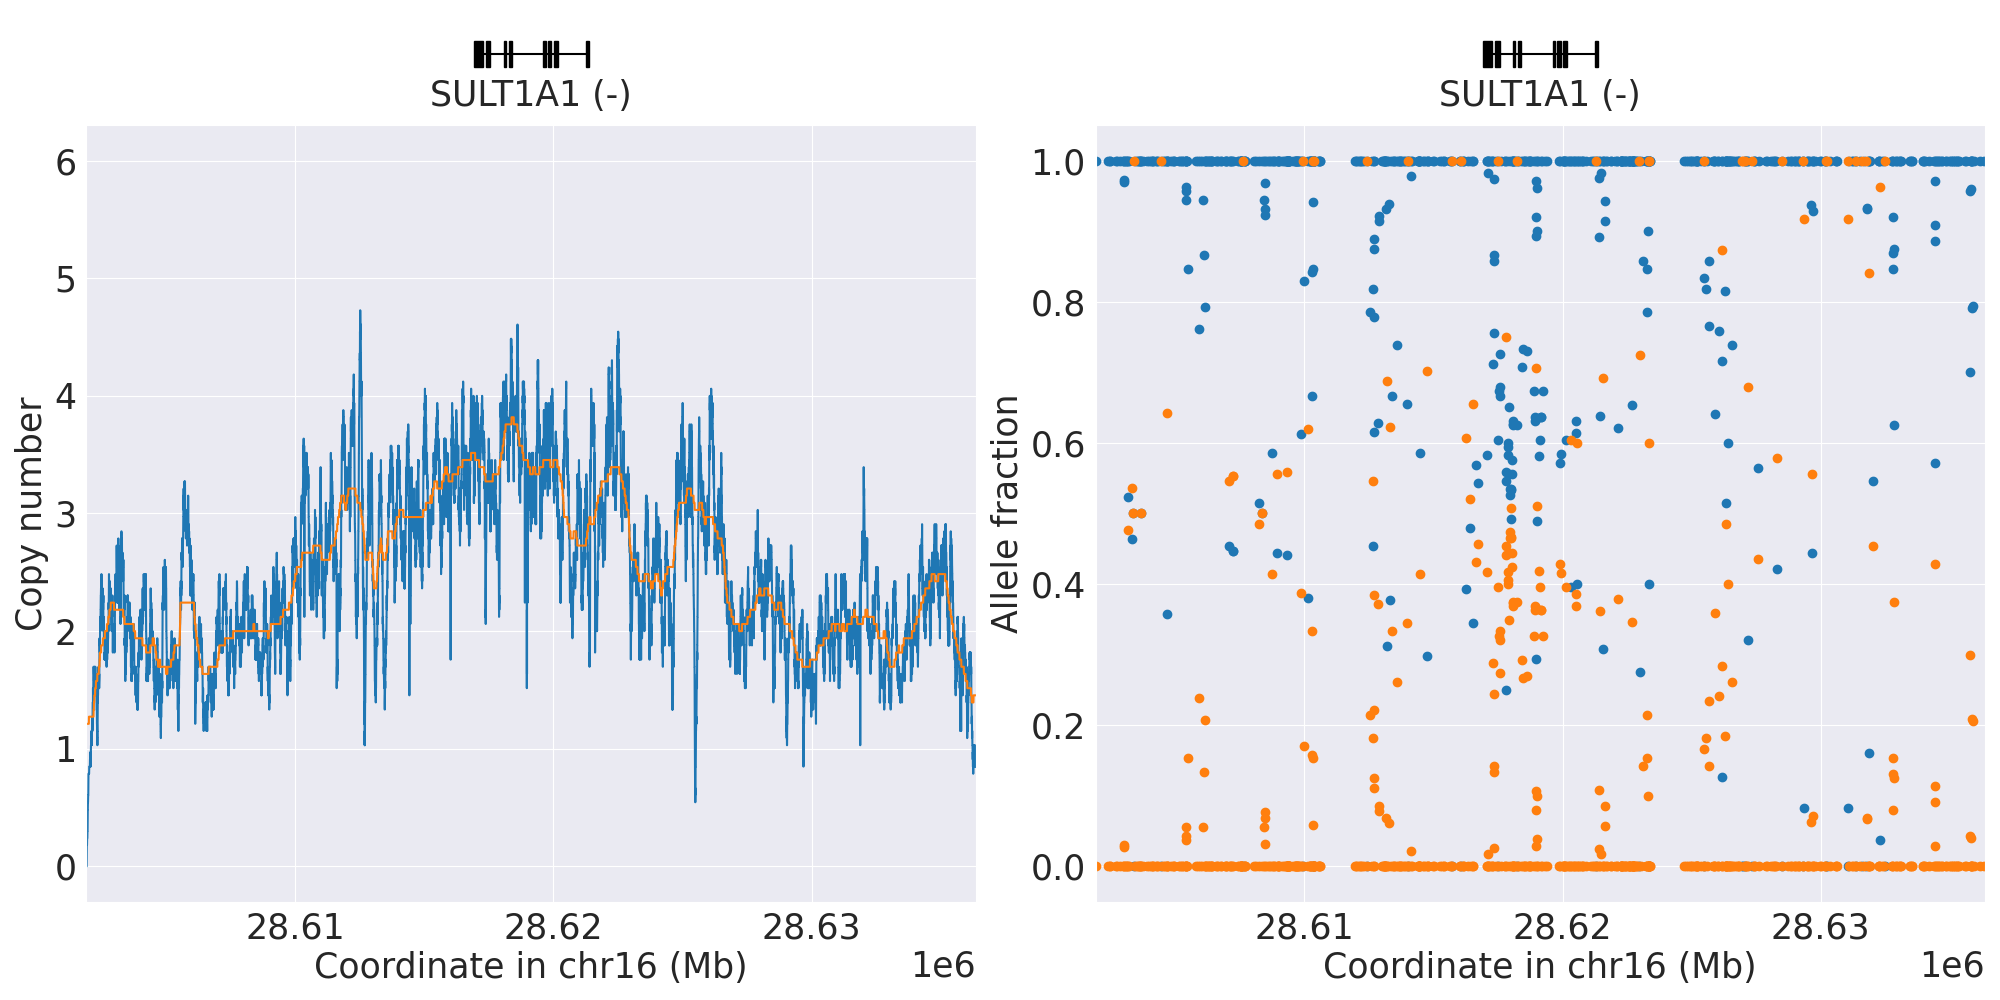 SULT1A1 (-)
Copy number
6
5
4
3
2
1
0
28.61
28.62
28.63
Coordinate in chr16 (Mb)
1e6
SULT1A1 (-)
Allele fraction
1.0
0.8
0.6
0.4
0.2
0.0
28.61
28.62
28.63
Coordinate in chr16 (Mb)
1e6